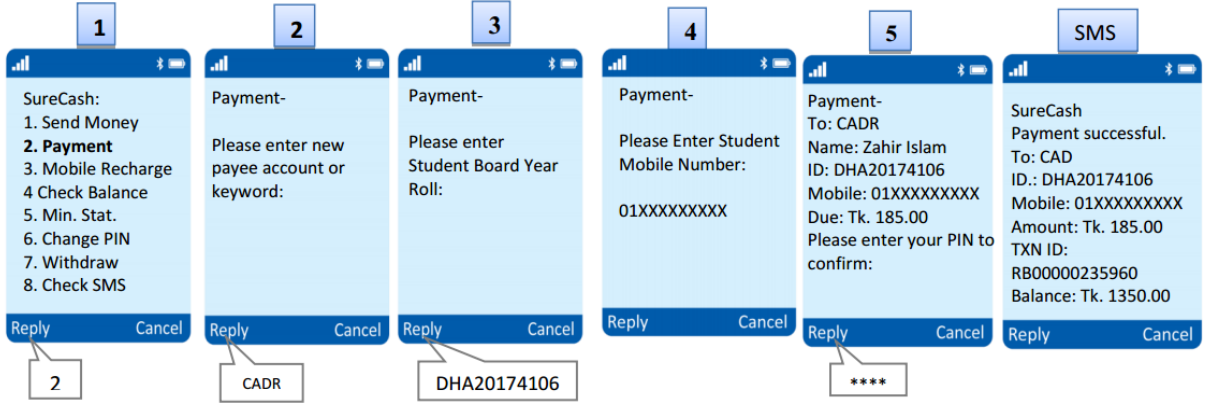 1
SureCash:
1. Send Money
2. Payment
3. Mobile Recharge
4 Check Balance
5. Min. Stat.
6. Change PIN
7. Withdraw
8. Check SMS
Reply Cancel
2
2
Payment-
Please enter new
payee account or
keyword:
Reply Cancel
CADR
3
Payment-
Please enter
Student Board Year
Roll:
Reply Cancel
DHA20174106
4
Payment-
Please Enter Student
Mobile Number:
01XXXXXXXXX
Reply Cancel
5
Payment-
To: CADR
Name: Zahir Islam
ID: DHA20174106
Mobile: 01XXXXXXXXX
Due: Tk. 185.00
Please enter your PIN to
confirm:
Reply Cancel
****
SMS
SureCash
Payment successful.
To: CAD
ID.: DHA20174106
Mobile: 01XXXXXXXXX
Amount: Tk. 185.00
TXN ID:
RB00000235960
Balance: Tk. 1350.00
Reply Cancel